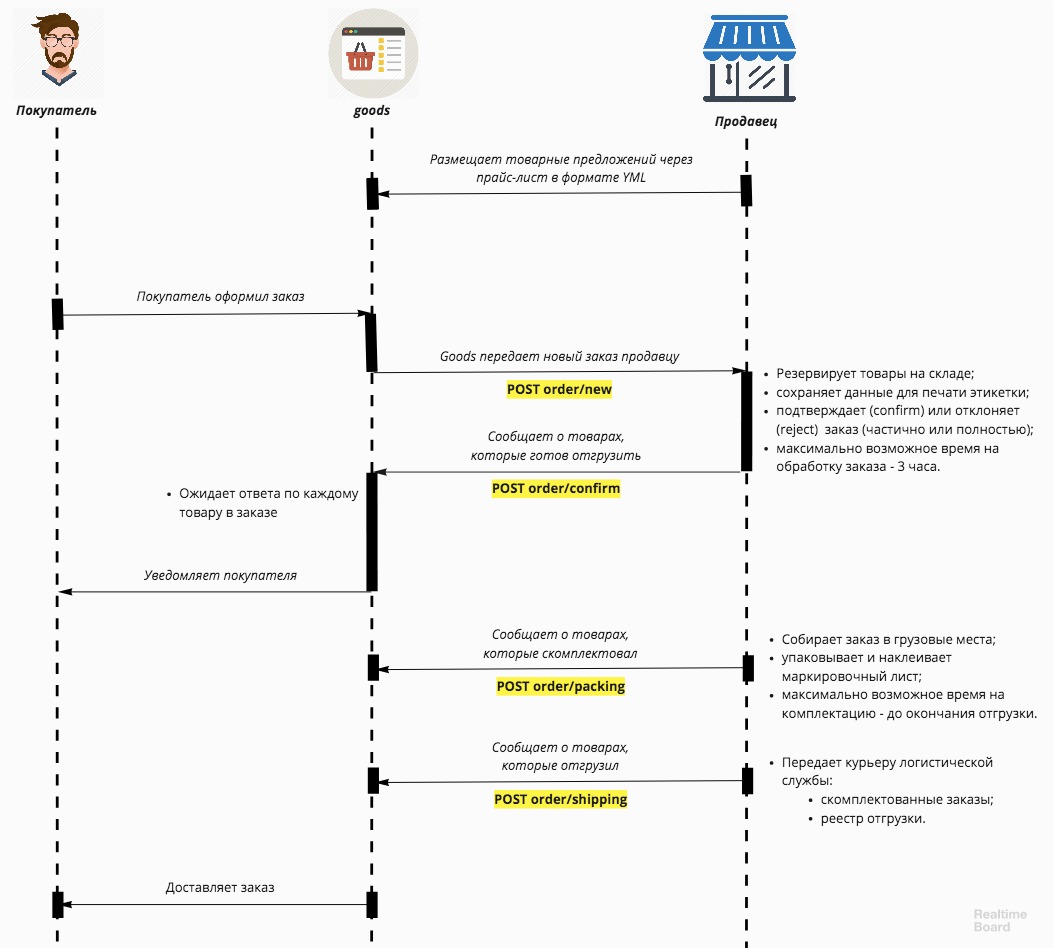 Покупатель
goods
Продавец
Размещает товарные предложений через
прайс-лист в формате YML
Покупатель оформил заказ
Goods передает новый заказ продавцу
POST order/new
• Резервирует товары на складе;
• сохраняет данные для печати этикетки;
• подтверждает (confirm) или отклоняет
(reject) заказ (частично или полностью);
• максимально возможное время на
обработку заказа - 3 часа.
Сообщает о товарах,
которые готов отгрузить
POST order/confirm
• Ожидает ответа по каждому
товару в заказе
Уведомляет покупателя
Сообщает о товарах,
которые скомплектовал
POST order/packing
• Собирает заказ в грузовые места;
• упаковывает и наклеивает
маркировочный лист;
• максимально возможное время на
комплектацию - до окончания отгрузки.
Сообщает о товарах,
которые отгрузил
POST order/shipping
• Передает курьеру логистической
службы:
• скомплектованные заказы;
• реестр отгрузки.
Доставляет заказ
Realtime
Board